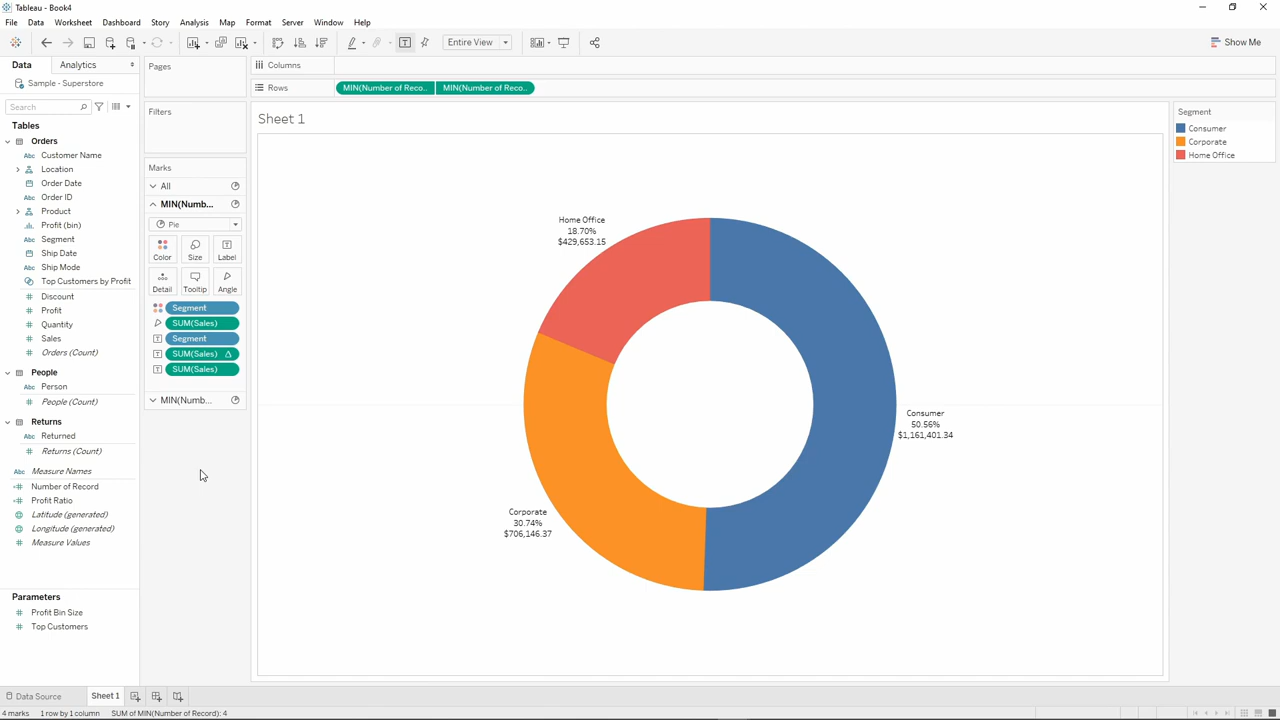 Tableau - Book4
File Data Worksheet Dashboard Story Analysis Map Format Server Window Help
Entire View
Show Me
Data Analytics
Sample - Superstore
Search
Tables
Orders
Abc Customer Name
Location
Order Date
Abc Order ID
Product
Profit (bin)
Abc Segment
Ship Date
Abc Ship Mode
Top Customers by Profit
# Discount
# Profit
# Quantity
# Sales
# Orders (Count)
People
Abc Person
# People (Count)
Returns
Abc Returned
# Returns (Count)
Abc Measure Names
=# Number of Record
=# Profit Ratio
Latitude (generated)
Longitude (generated)
# Measure Values
Parameters
# Profit Bin Size
# Top Customers
Pages
Filters
Marks
All
MIN(Numb...
Pie
Color Size Label
Detail Tooltip Angle
Segment
SUM(Sales)
Segment
SUM(Sales) Δ
SUM(Sales)
MIN(Numb...
Columns
Rows MIN(Number of Reco.. MIN(Number of Reco..
Sheet 1
Home Office
18.70%
$429,653.15
Consumer
50.56%
$1,161,401.34
Corporate
30.74%
$706,146.37
Segment
Consumer
Corporate
Home Office
Data Source Sheet 1
4 marks 1 row by 1 column SUM of MIN(Number of Record): 4